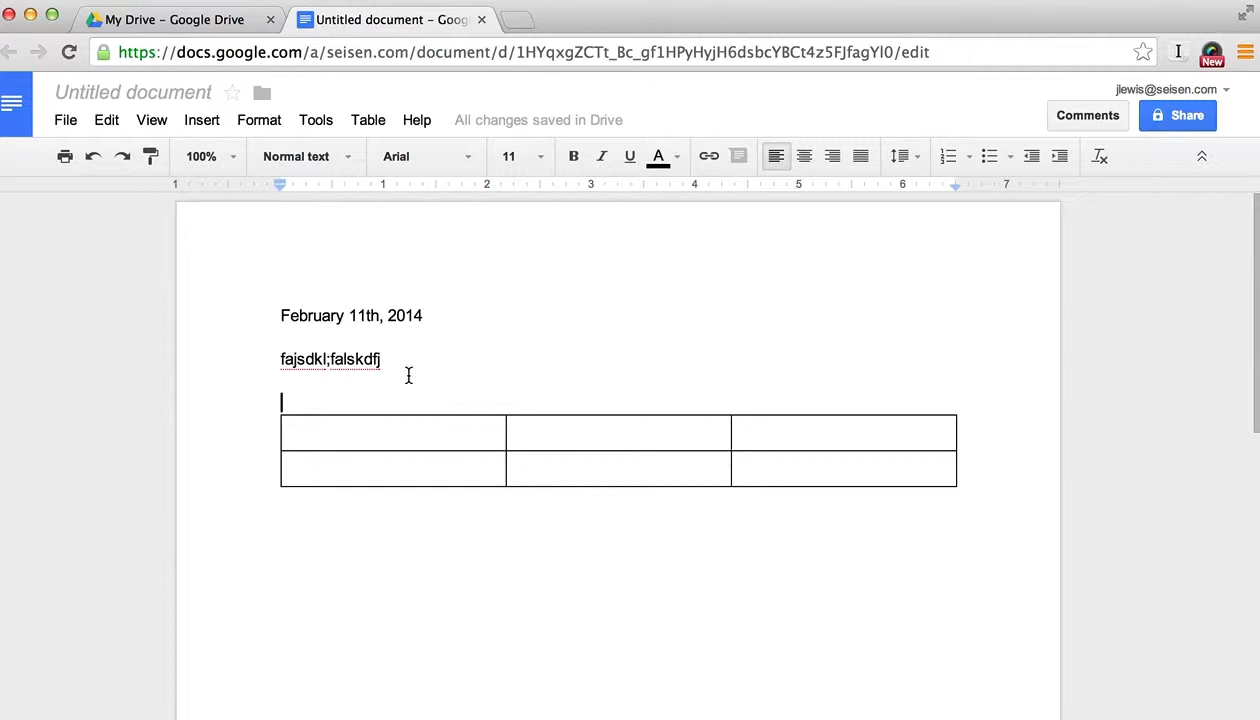 My Drive – Google Drive
Untitled document – Goog
https://docs.google.com/a/seisen.com/document/d/1HYqxgZCTt_Bc_gf1HPyHyjH6dsbcYBCt4z5FJfagYl0/edit
New
Untitled document
jlewis@seisen.com
File Edit View Insert Format Tools Table Help All changes saved in Drive
Comments Share
100% Normal text Arial 11 B I U A
1 1 2 3 4 5 6 7
February 11th, 2014
fajsdkl;falskdfj